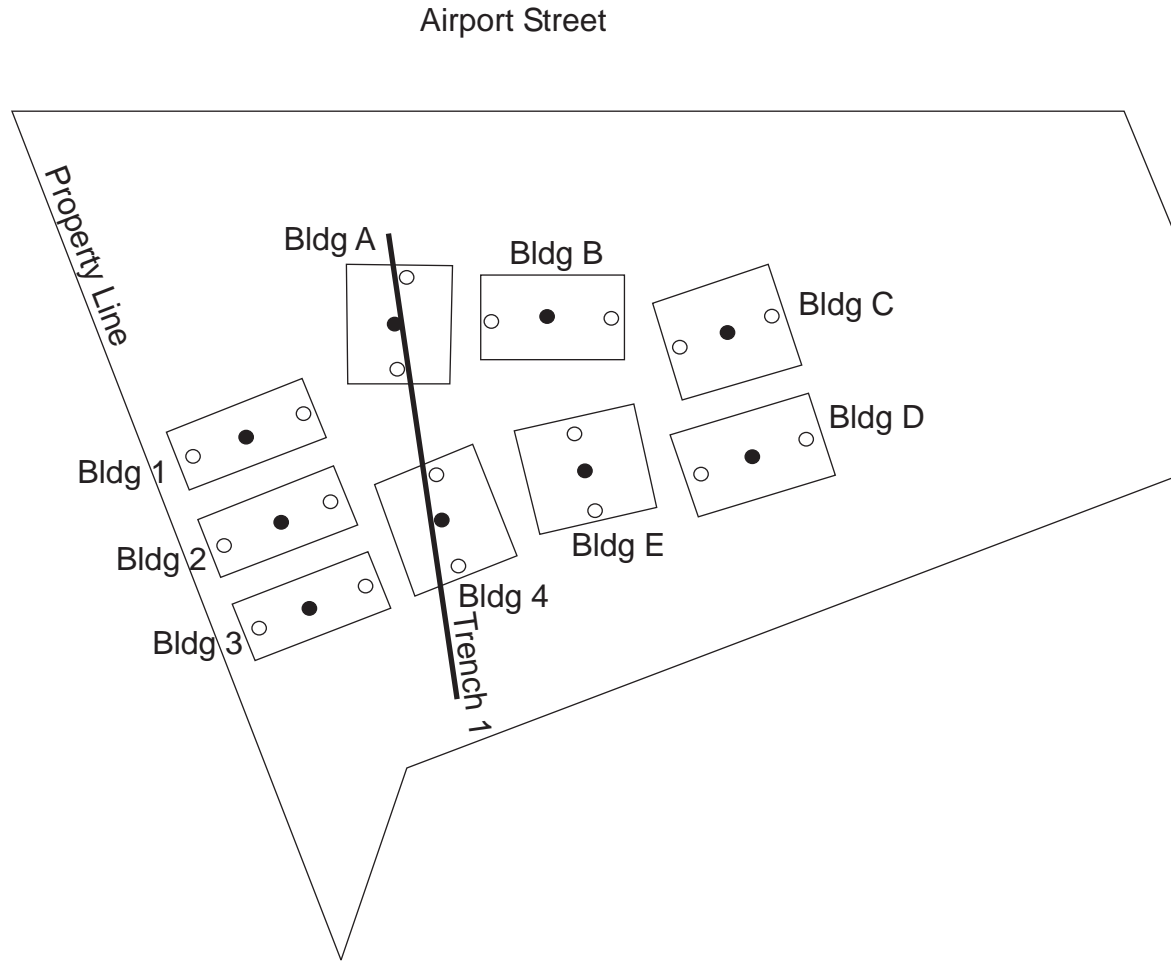 Airport Street
Property Line
Bldg A
Bldg B
Bldg C
Bldg D
Bldg 1
Bldg 2
Bldg E
Bldg 4
Bldg 3
Trench 1